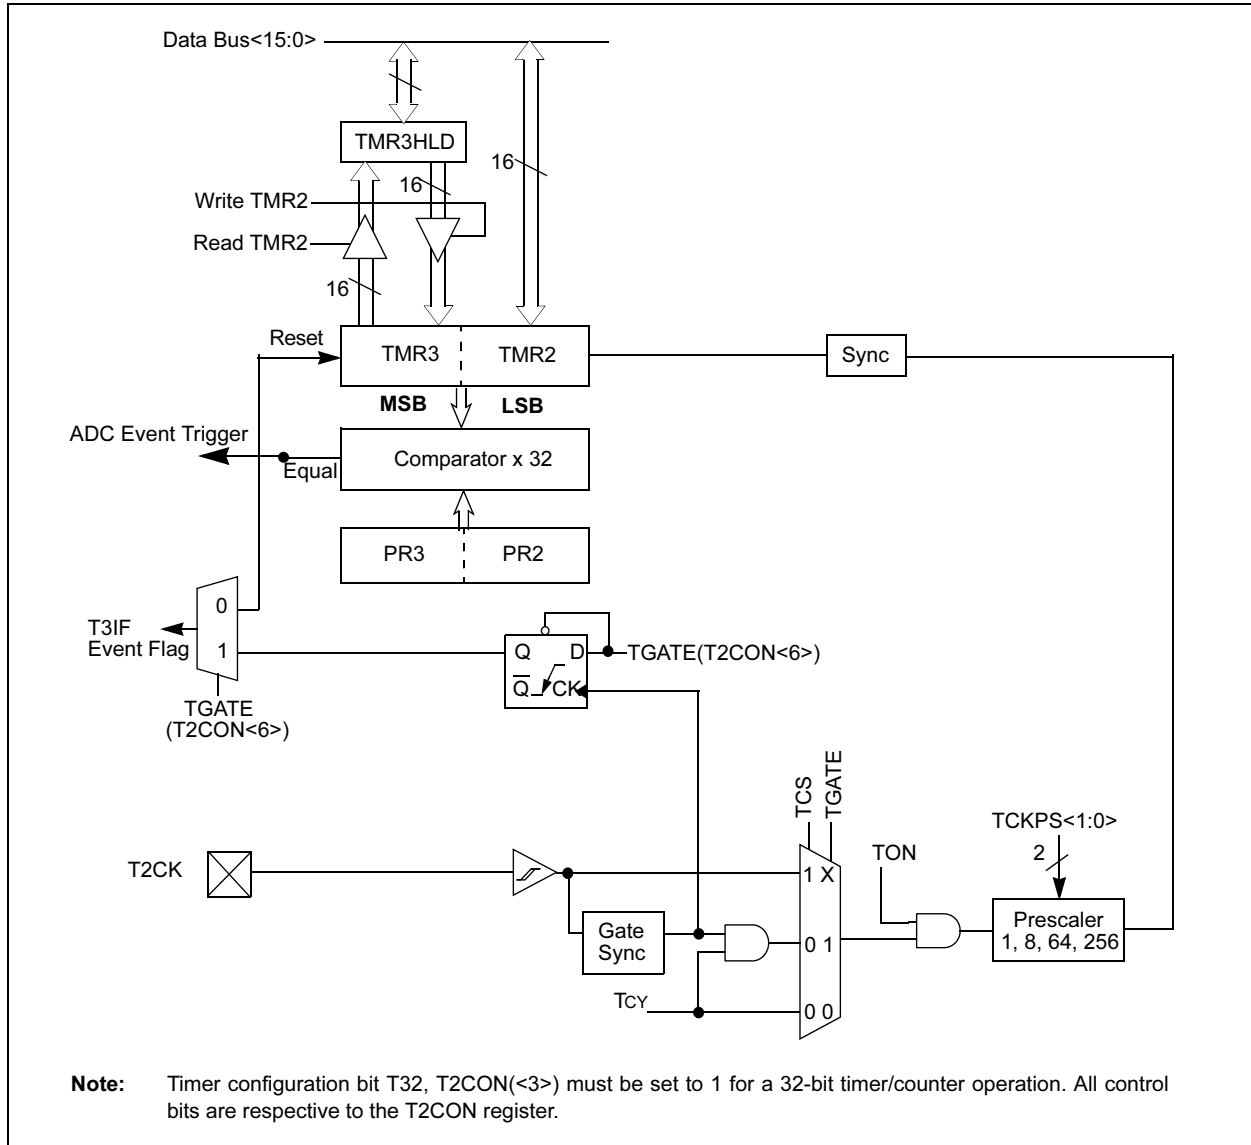 Data Bus<15:0>
TMR3HLD
16
16
Write TMR2
Read TMR2
16
Reset
TMR3
TMR2
Sync
MSB
LSB
ADC Event Trigger
Equal
Comparator x 32
PR3
PR2
0
1
T3IF
Event Flag
Q
D
TGATE(T2CON<6>)
Q
CK
TGATE
(T2CON<6>)
TCS
TGATE
TCKPS<1:0>
2
TON
T2CK
1 X
Prescaler
1, 8, 64, 256
Gate
Sync
0 1
TCY
0 0
Note: Timer configuration bit T32, T2CON(<3>) must be set to 1 for a 32-bit timer/counter operation. All control
bits are respective to the T2CON register.